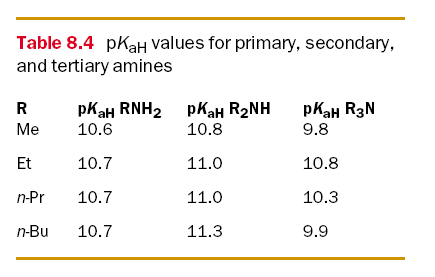 Table 8.4 pKaH values for primary, secondary,
and tertiary amines
R pKaH RNH2 pKaH R2NH pKaH R3N
Me 10.6 10.8 9.8
Et 10.7 11.0 10.8
n-Pr 10.7 11.0 10.3
n-Bu 10.7 11.3 9.9